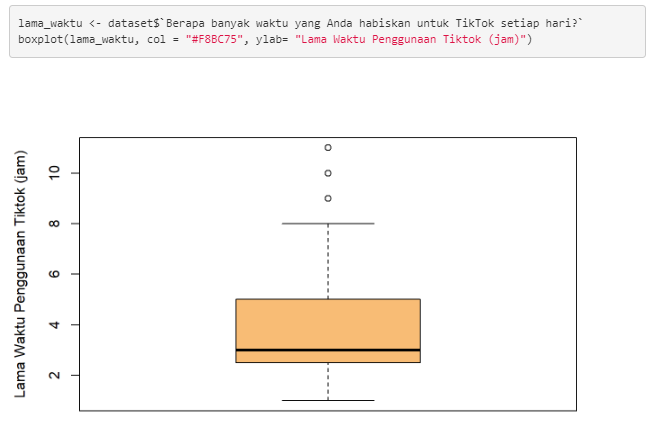 lama_waktu <- dataset$`Berapa banyak waktu yang Anda habiskan untuk TikTok setiap hari?`
boxplot(lama_waktu, col = "#F8BC75", ylab= "Lama Waktu Penggunaan Tiktok (jam)")
Lama Waktu Penggunaan Tiktok (jam)
10
8
6
4
2